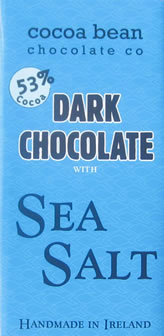 cocoa bean
chocolate co
53%
Cocoa
DARK
CHOCOLATE
WITH
SEA
SALT
HANDMADE IN IRELAND